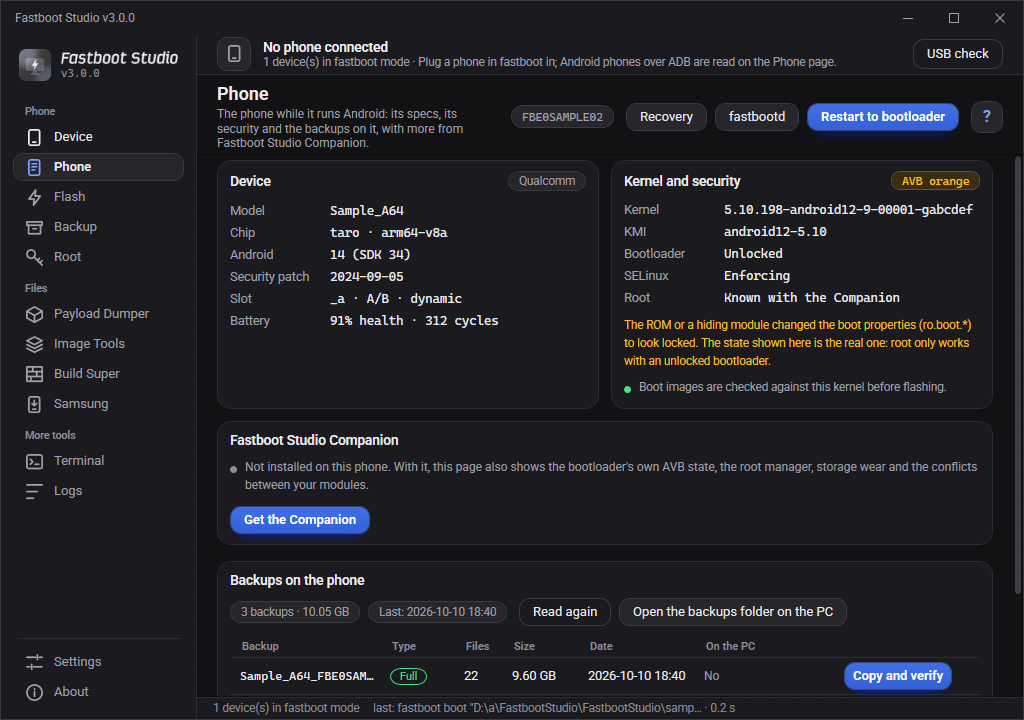 Fastboot Studio v3.0.0
Fastboot Studio
v3.0.0
Phone
Device
Phone
Flash
Backup
Root
Files
Payload Dumper
Image Tools
Build Super
Samsung
More tools
Terminal
Logs
Settings
About
No phone connected
1 device(s) in fastboot mode · Plug a phone in fastboot in; Android phones over ADB are read on the Phone page.
USB check
Phone
The phone while it runs Android: its specs, its
security and the backups on it, with more from
Fastboot Studio Companion.
FBE0SAMPLE02
Recovery
fastbootd
Restart to bootloader
?
Device
Qualcomm
Model Sample_A64
Chip taro · arm64-v8a
Android 14 (SDK 34)
Security patch 2024-09-05
Slot _a · A/B · dynamic
Battery 91% health · 312 cycles
Kernel and security
AVB orange
Kernel 5.10.198-android12-9-00001-gabcdef
KMI android12-5.10
Bootloader Unlocked
SELinux Enforcing
Root Known with the Companion
The ROM or a hiding module changed the boot properties (ro.boot.*)
to look locked. The state shown here is the real one: root only works
with an unlocked bootloader.
Boot images are checked against this kernel before flashing.
Fastboot Studio Companion
Not installed on this phone. With it, this page also shows the bootloader's own AVB state, the root manager, storage wear and the conflicts
between your modules.
Get the Companion
Backups on the phone
3 backups · 10.05 GB
Last: 2026-10-10 18:40
Read again
Open the backups folder on the PC
Backup Type Files Size Date On the PC
Sample_A64_FBE0SAM… Full 22 9.60 GB 2026-10-10 18:40 No Copy and verify
1 device(s) in fastboot mode last: fastboot boot "D:\a\FastbootStudio\FastbootStudio\samp… · 0.2 s